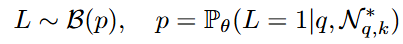 L ∼ ℬ(p),   p = ℙ_θ(L = 1|q, 𝒩*_{q,k})